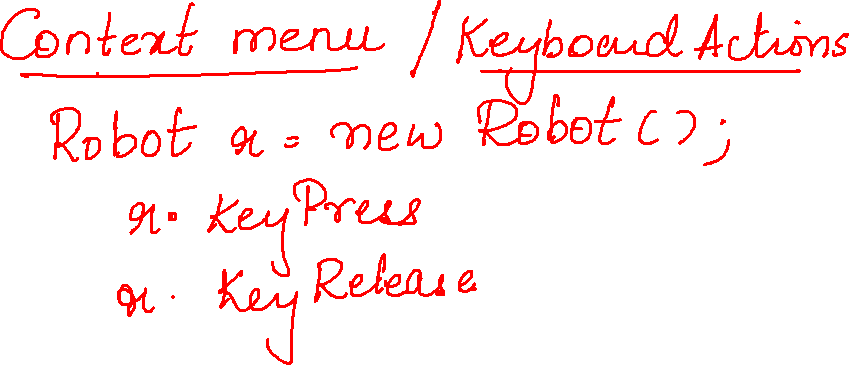 Context menu / Keyboard Actions
Robot r = new Robot();
r. KeyPress
r. KeyRelease